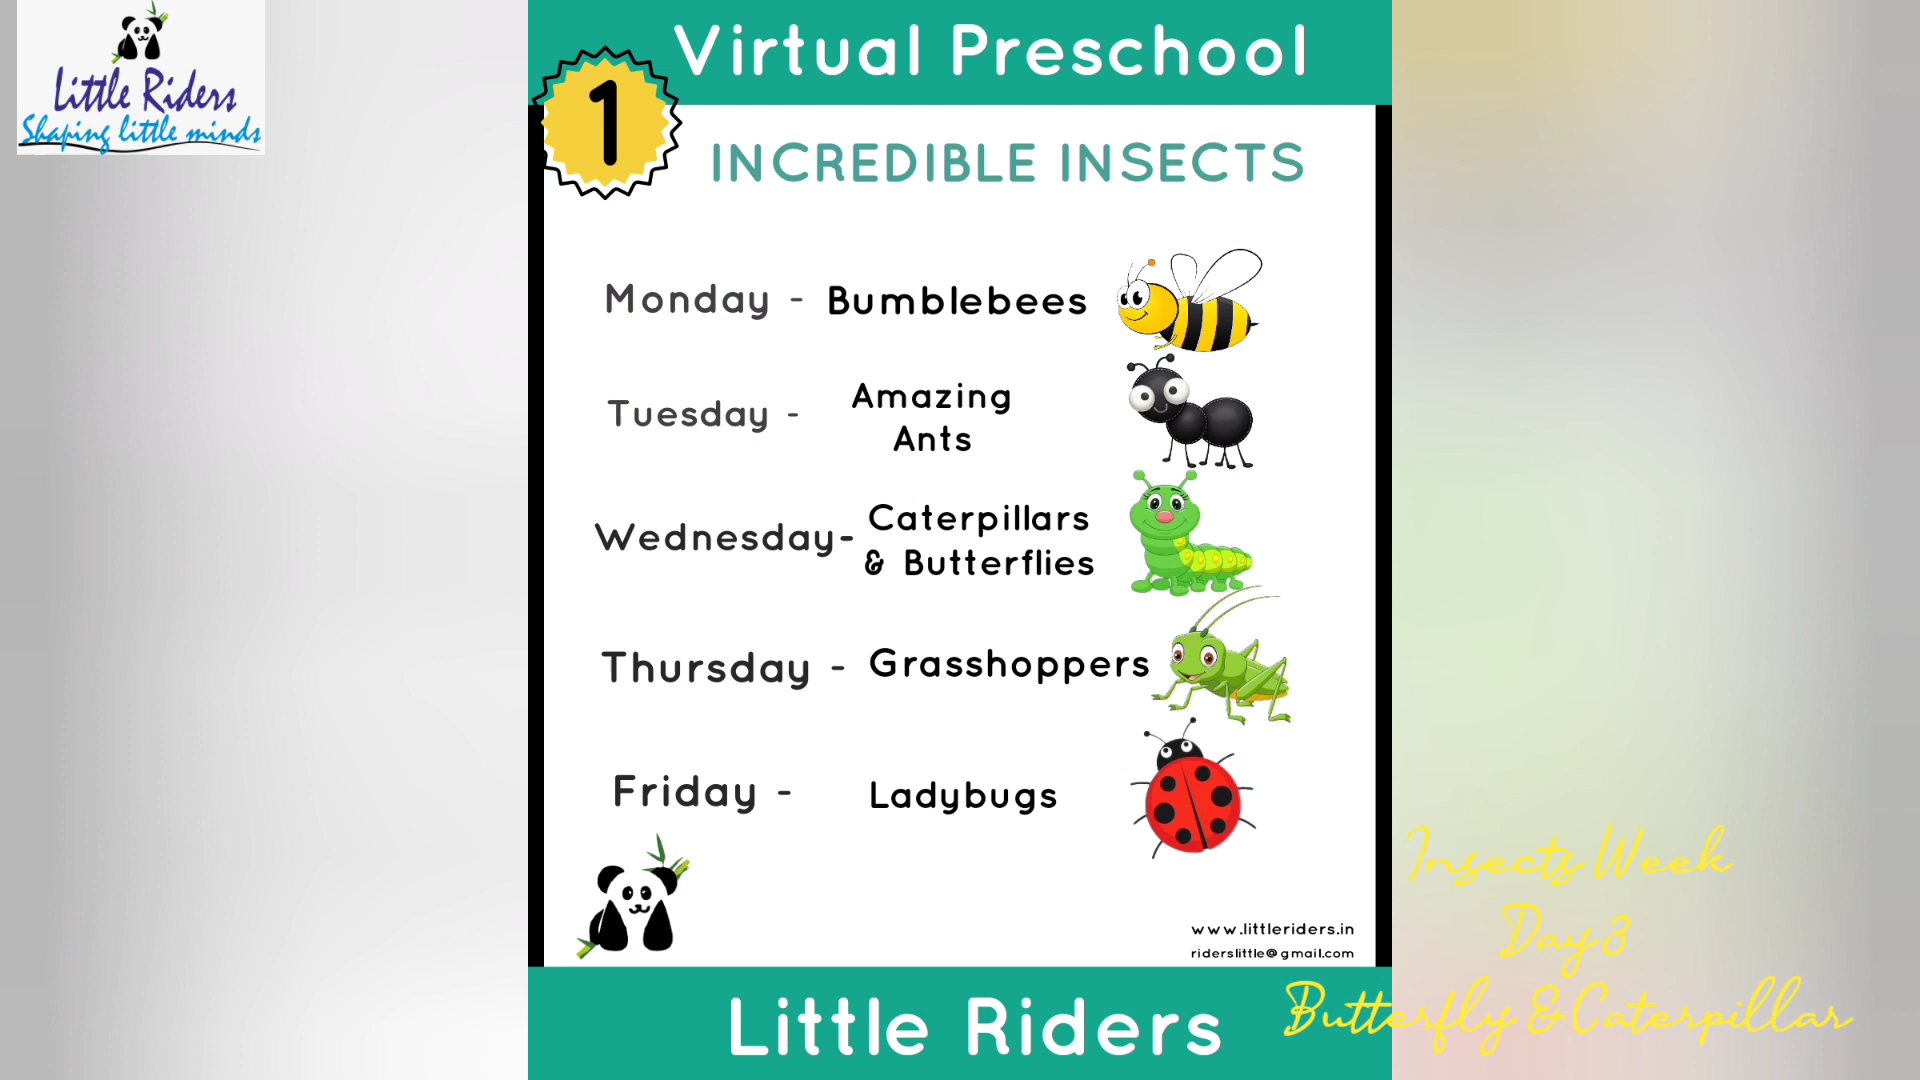 Little Riders
Shaping little minds
Virtual Preschool
1
INCREDIBLE INSECTS
Monday - Bumblebees
Tuesday - Amazing
Ants
Wednesday- Caterpillars
& Butterflies
Thursday - Grasshoppers
Friday - Ladybugs
www.littleriders.in
riderslittle@gmail.com
Little Riders
Insects Week
Day 3
Butterfly & Caterpillar